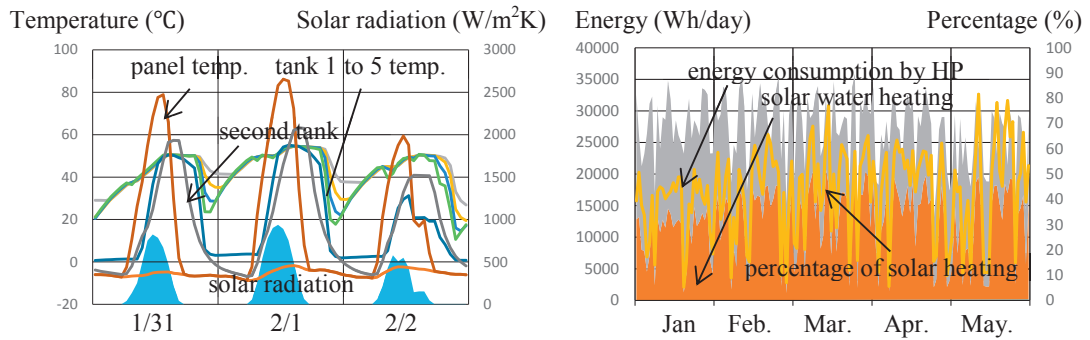 Temperature (℃) Solar radiation (W/m²K)
100 3000
panel temp. tank 1 to 5 temp.
80 2500
second tank
60 2000
40 1500
20 1000
0 500
solar radiation
-20 0
1/31 2/1 2/2
Energy (Wh/day) Percentage (%)
40000 100
35000 90
energy consumption by HP
80
30000 solar water heating
70
25000 60
20000 50
40
15000
30
10000
percentage of solar heating
20
5000 10
0 0
Jan Feb. Mar. Apr. May.